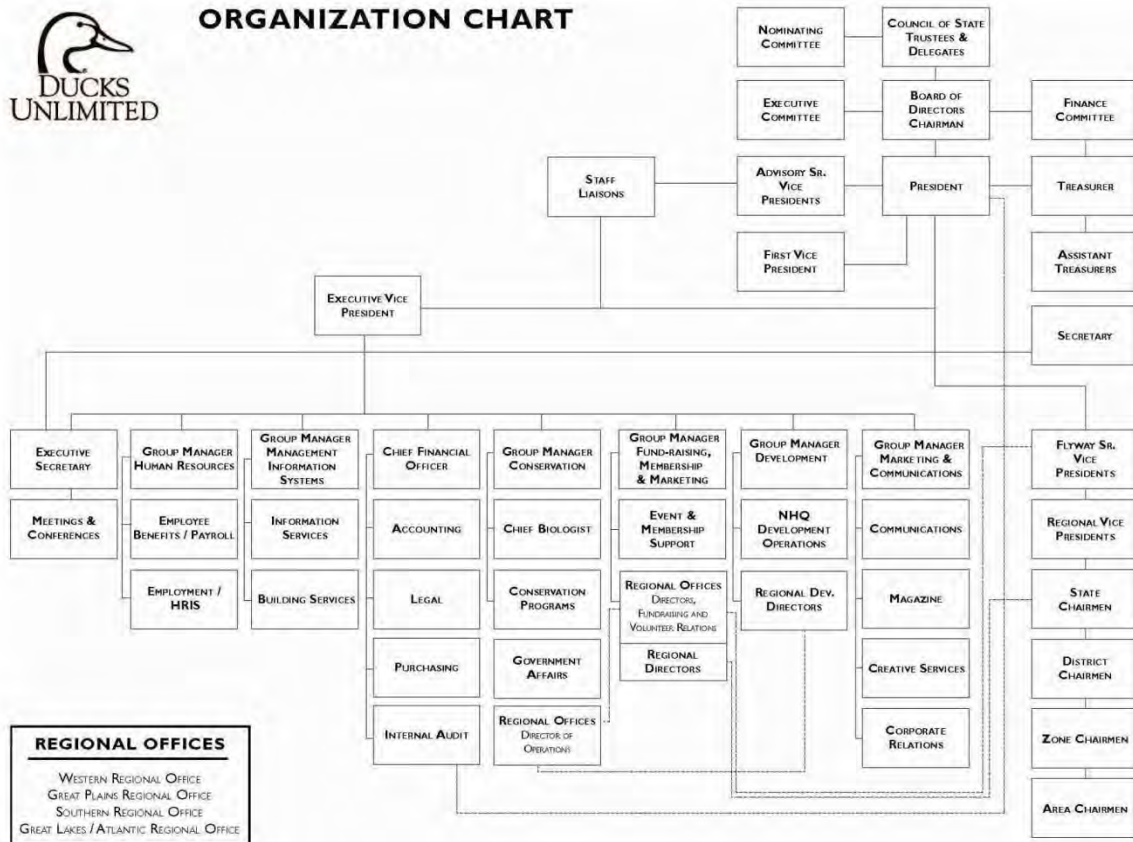 ORGANIZATION CHART
DUCKS
UNLIMITED
NOMINATING
COMMITTEE
COUNCIL OF STATE
TRUSTEES &
DELEGATES
EXECUTIVE
COMMITTEE
BOARD OF
DIRECTORS
CHAIRMAN
FINANCE
COMMITTEE
STAFF
LIAISONS
ADVISORY SR.
VICE
PRESIDENTS
PRESIDENT
TREASURER
FIRST VICE
PRESIDENT
ASSISTANT
TREASURERS
EXECUTIVE VICE
PRESIDENT
SECRETARY
EXECUTIVE
SECRETARY
GROUP MANAGER
HUMAN RESOURCES
GROUP MANAGER
MANAGEMENT
INFORMATION
SYSTEMS
CHIEF FINANCIAL
OFFICER
GROUP MANAGER
CONSERVATION
GROUP MANAGER
FUND-RAISING,
MEMBERSHIP
& MARKETING
GROUP MANAGER
DEVELOPMENT
GROUP MANAGER
MARKETING &
COMMUNICATIONS
FLYWAY SR.
VICE
PRESIDENTS
MEETINGS &
CONFERENCES
EMPLOYEE
BENEFITS / PAYROLL
INFORMATION
SERVICES
ACCOUNTING
CHIEF BIOLOGIST
EVENT &
MEMBERSHIP
SUPPORT
NHQ
DEVELOPMENT
OPERATIONS
COMMUNICATIONS
REGIONAL VICE
PRESIDENTS
EMPLOYMENT /
HRIS
BUILDING SERVICES
LEGAL
CONSERVATION
PROGRAMS
REGIONAL OFFICES
DIRECTORS,
FUNDRAISING AND
VOLUNTEER RELATIONS
REGIONAL
DIRECTORS
REGIONAL DEV.
DIRECTORS
MAGAZINE
STATE
CHAIRMEN
PURCHASING
GOVERNMENT
AFFAIRS
CREATIVE SERVICES
DISTRICT
CHAIRMEN
INTERNAL AUDIT
REGIONAL OFFICES
DIRECTOR OF
OPERATIONS
CORPORATE
RELATIONS
ZONE CHAIRMEN
AREA CHAIRMEN
REGIONAL OFFICES
WESTERN REGIONAL OFFICE
GREAT PLAINS REGIONAL OFFICE
SOUTHERN REGIONAL OFFICE
GREAT LAKES / ATLANTIC REGIONAL OFFICE